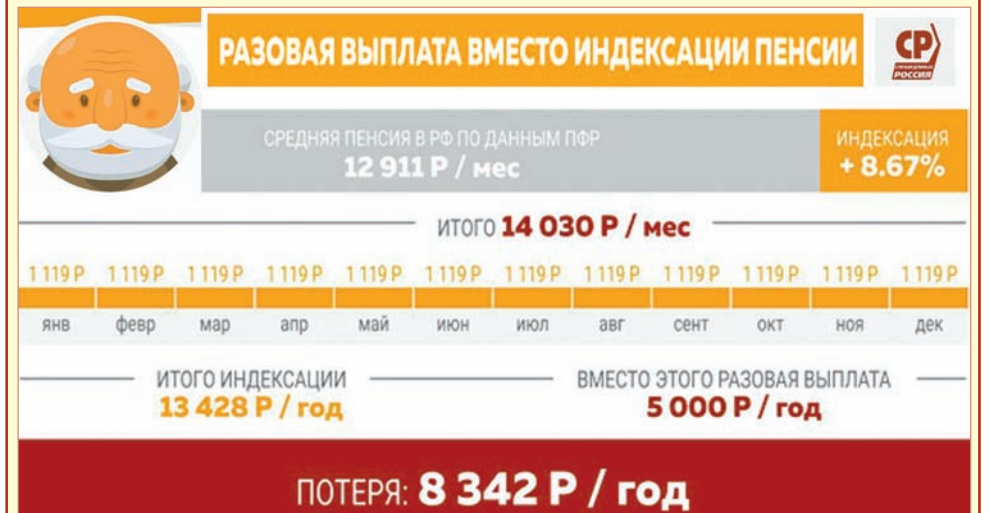 РАЗОВАЯ ВЫПЛАТА ВМЕСТО ИНДЕКСАЦИИ ПЕНСИИ
СР
СПРАВЕДЛИВАЯ
РОССИЯ
СРЕДНЯЯ ПЕНСИЯ В РФ ПО ДАННЫМ ПФР
12 911 Р / мес
ИНДЕКСАЦИЯ
+ 8.67%
ИТОГО 14 030 Р / мес
1 119 Р 1 119 Р 1 119 Р 1 119 Р 1 119 Р 1 119 Р 1 119 Р 1 119 Р 1 119 Р 1 119 Р 1 119 Р 1 119 Р
янв февр мар апр май июн июл авг сент окт ноя дек
ИТОГО ИНДЕКСАЦИИ
13 428 Р / год
ВМЕСТО ЭТОГО РАЗОВАЯ ВЫПЛАТА
5 000 Р / год
ПОТЕРЯ: 8 342 Р / год